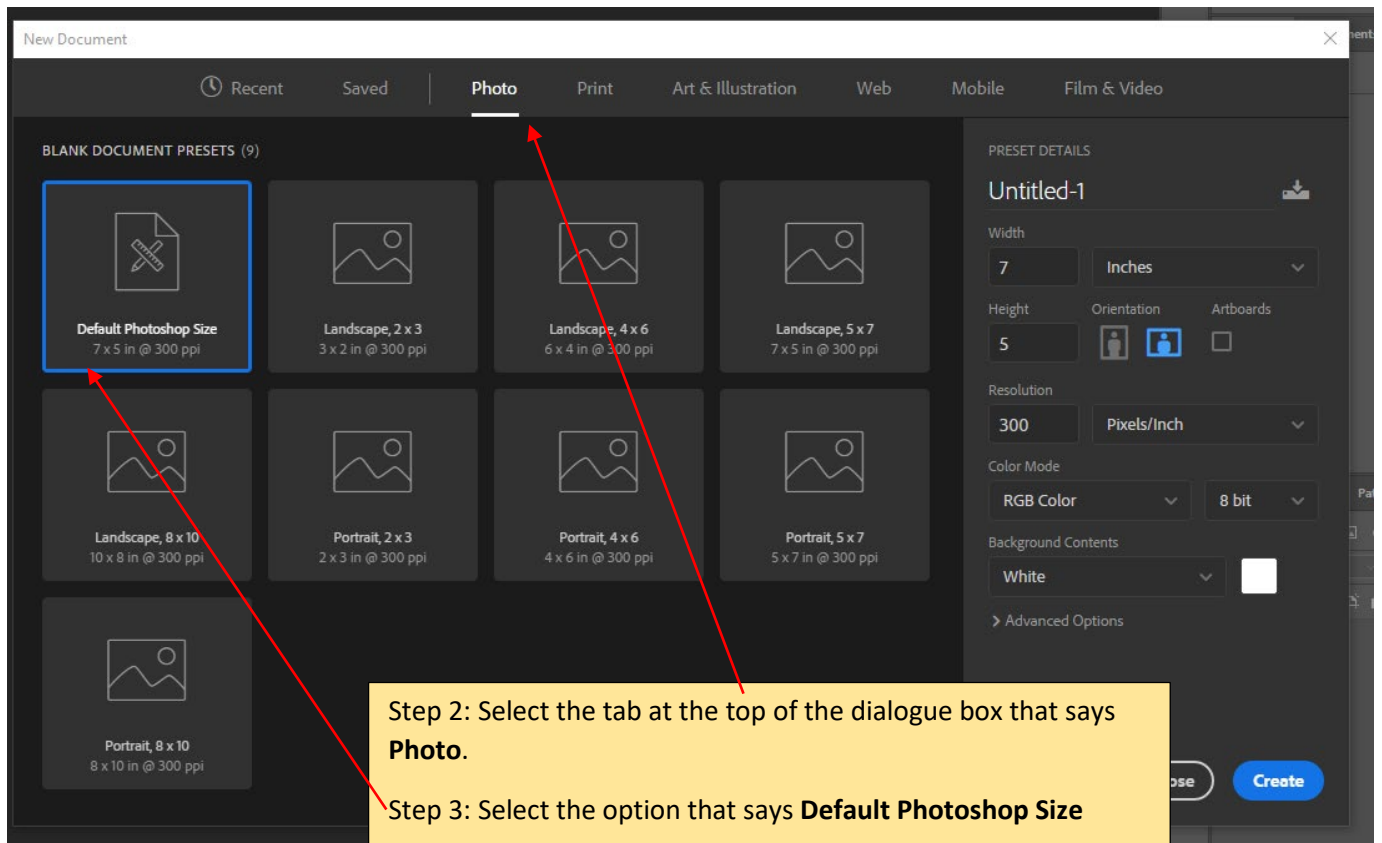 New Document
Recent Saved Photo Print Art & Illustration Web Mobile Film & Video
BLANK DOCUMENT PRESETS (9)
Default Photoshop Size
7 x 5 in @ 300 ppi
Landscape, 2 x 3
3 x 2 in @ 300 ppi
Landscape, 4 x 6
6 x 4 in @ 300 ppi
Landscape, 5 x 7
7 x 5 in @ 300 ppi
Landscape, 8 x 10
10 x 8 in @ 300 ppi
Portrait, 2 x 3
2 x 3 in @ 300 ppi
Portrait, 4 x 6
4 x 6 in @ 300 ppi
Portrait, 5 x 7
5 x 7 in @ 300 ppi
Portrait, 8 x 10
8 x 10 in @ 300 ppi
PRESET DETAILS
Untitled-1
Width
7 Inches
Height Orientation Artboards
5
Resolution
300 Pixels/Inch
Color Mode
RGB Color 8 bit
Background Contents
White
Advanced Options
Create
Step 2: Select the tab at the top of the dialogue box that says
Photo.
Step 3: Select the option that says Default Photoshop Size